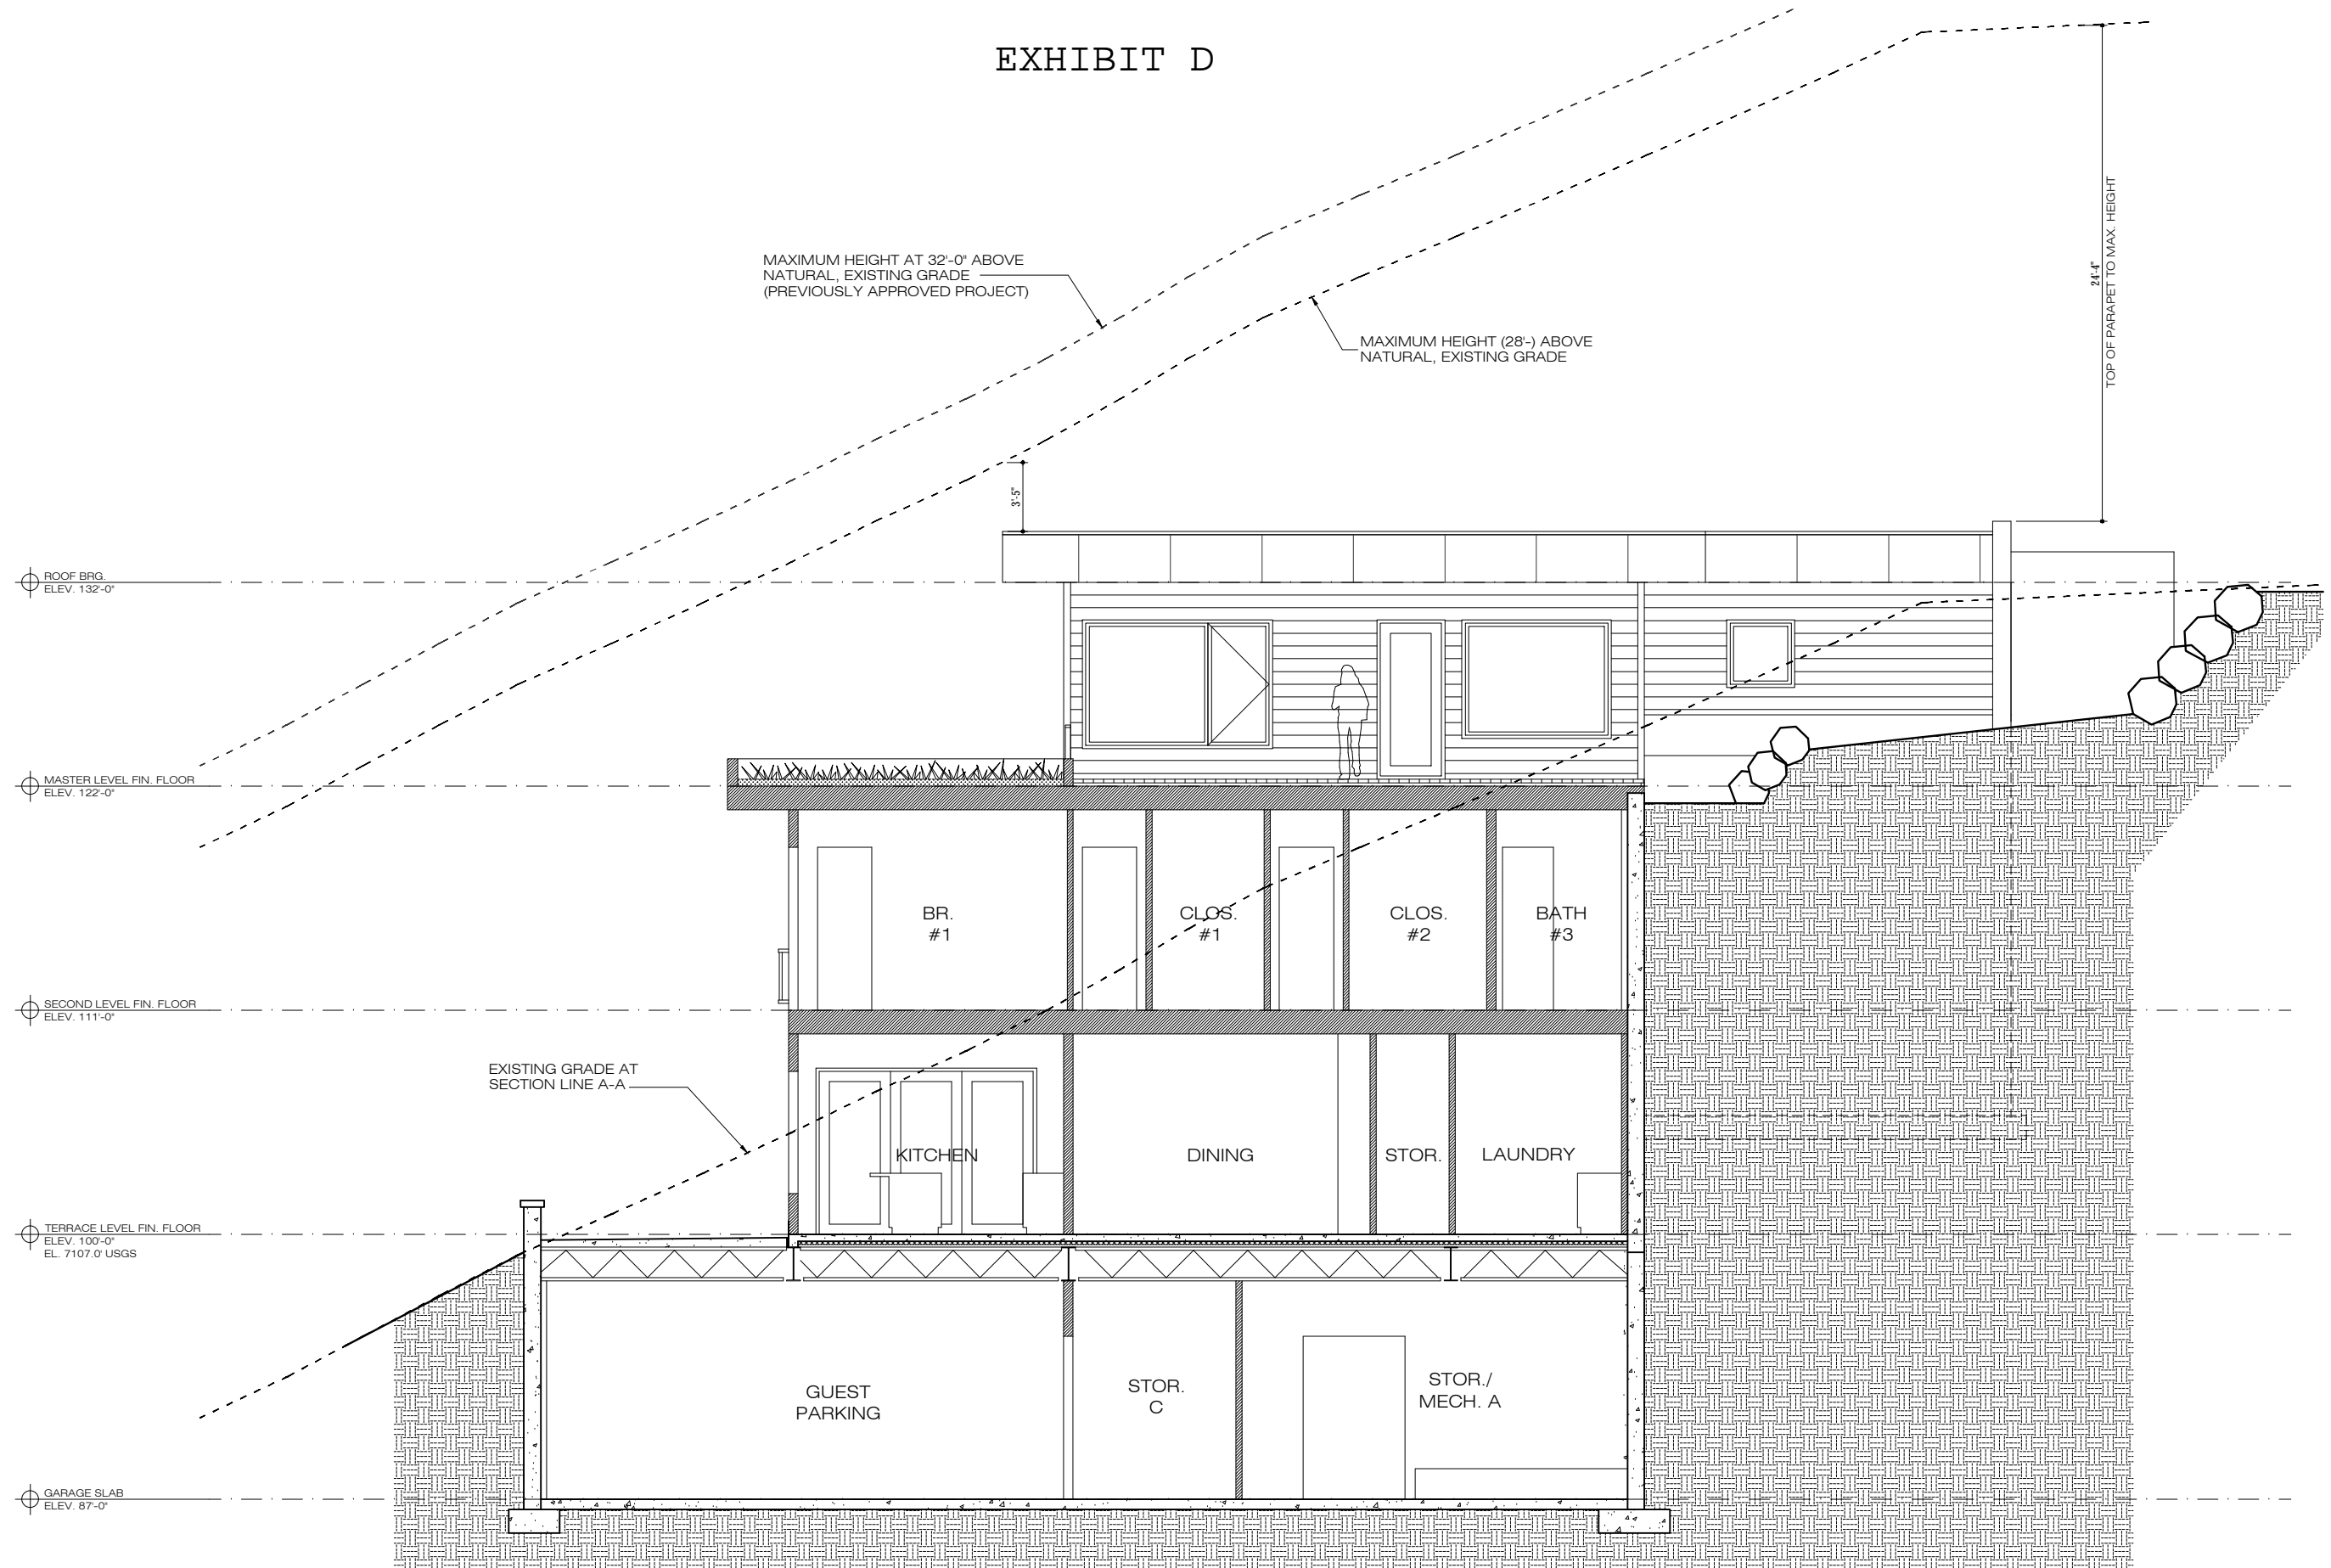 EXHIBIT D
MAXIMUM HEIGHT AT 32'-0" ABOVE
NATURAL, EXISTING GRADE
(PREVIOUSLY APPROVED PROJECT)
MAXIMUM HEIGHT (28'-) ABOVE
NATURAL, EXISTING GRADE
24'-4"
TOP OF PARAPET TO MAX. HEIGHT
3'-5"
ROOF BRG.
ELEV. 132'-0"
MASTER LEVEL FIN. FLOOR
ELEV. 122'-0"
BR.
#1
CLOS.
#1
CLOS.
#2
BATH
#3
SECOND LEVEL FIN. FLOOR
ELEV. 111'-0"
EXISTING GRADE AT
SECTION LINE A-A
KITCHEN
DINING
STOR.
LAUNDRY
TERRACE LEVEL FIN. FLOOR
ELEV. 100'-0"
EL. 7107.0' USGS
GUEST
PARKING
STOR.
C
STOR./
MECH. A
GARAGE SLAB
ELEV. 87'-0"